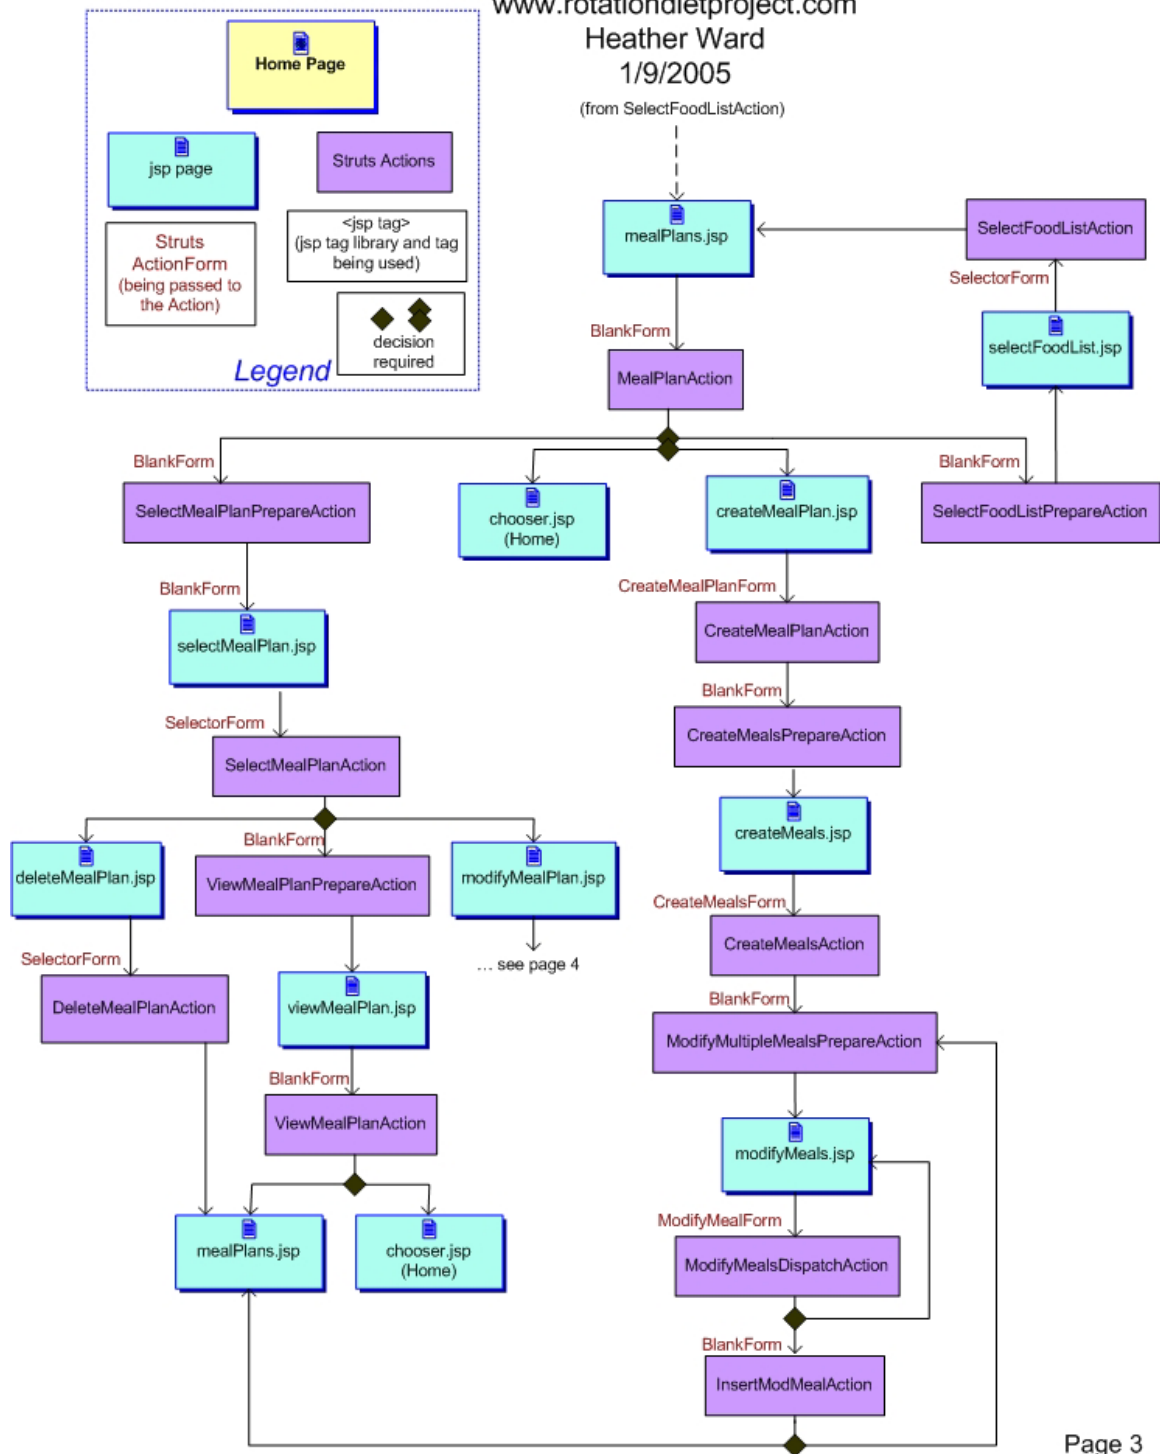 www.rotationdietproject.com
Heather Ward
1/9/2005
(from SelectFoodListAction)
Home Page
jsp page
Struts Actions
Struts
ActionForm
(being passed to
the Action)
<jsp tag>
(jsp tag library and tag
being used)
decision
required
Legend
mealPlans.jsp
SelectFoodListAction
SelectorForm
selectFoodList.jsp
BlankForm
MealPlanAction
BlankForm
BlankForm
SelectMealPlanPrepareAction
chooser.jsp
(Home)
createMealPlan.jsp
SelectFoodListPrepareAction
BlankForm
CreateMealPlanForm
selectMealPlan.jsp
CreateMealPlanAction
BlankForm
SelectorForm
CreateMealsPrepareAction
SelectMealPlanAction
createMeals.jsp
BlankForm
deleteMealPlan.jsp
ViewMealPlanPrepareAction
modifyMealPlan.jsp
CreateMealsForm
CreateMealsAction
SelectorForm
... see page 4
BlankForm
DeleteMealPlanAction
viewMealPlan.jsp
ModifyMultipleMealsPrepareAction
BlankForm
ViewMealPlanAction
modifyMeals.jsp
ModifyMealForm
mealPlans.jsp
chooser.jsp
(Home)
ModifyMealsDispatchAction
BlankForm
InsertModMealAction
Page 3